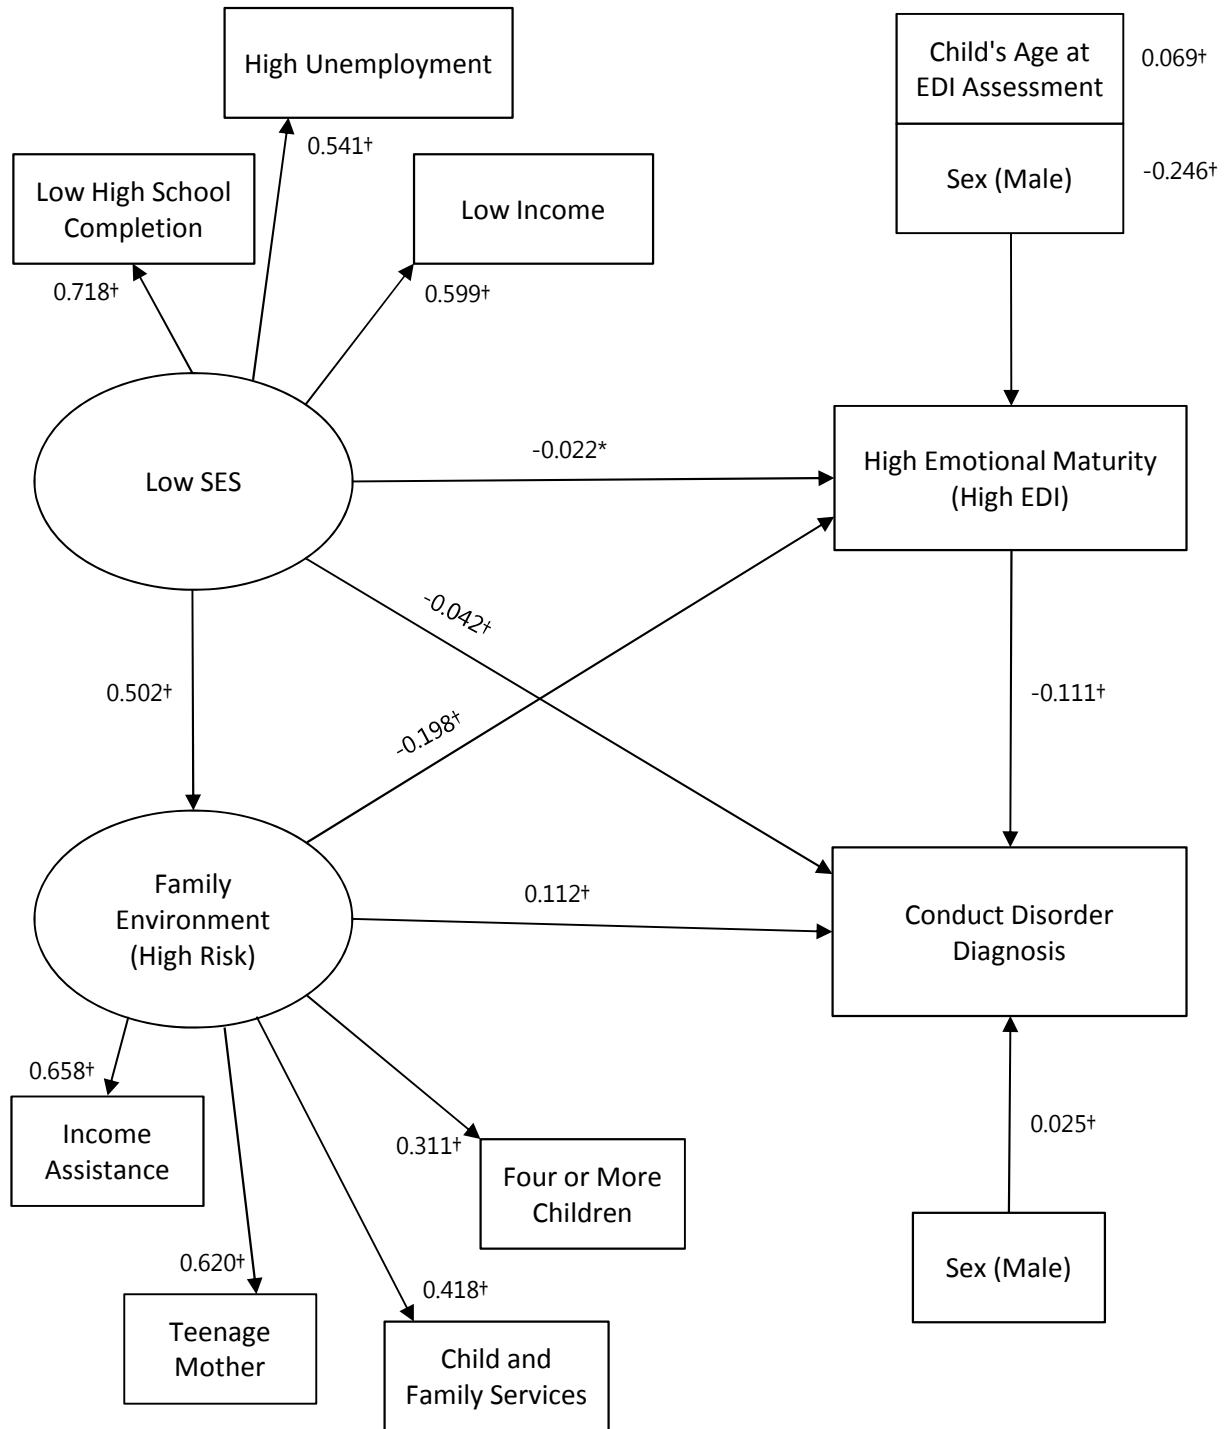 High Unemployment
Child's Age at
EDI Assessment
0.069†
Sex (Male)
-0.246†
0.541†
Low High School
Completion
Low Income
0.718†
0.599†
Low SES
-0.022*
High Emotional Maturity
(High EDI)
-0.042†
0.502†
-0.198†
-0.111†
Family
Environment
(High Risk)
0.112†
Conduct Disorder
Diagnosis
0.658†
Income
Assistance
0.311†
Four or More
Children
0.025†
0.620†
0.418†
Sex (Male)
Teenage
Mother
Child and
Family Services